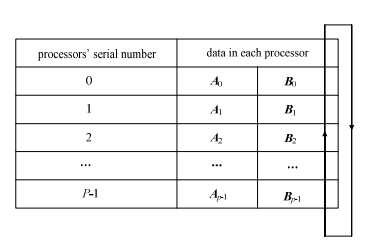 processors' serial number data in each processor
0 A0 B0
1 A1 B1
2 A2 B2
... ... ...
P-1 Ap-1 Bp-1